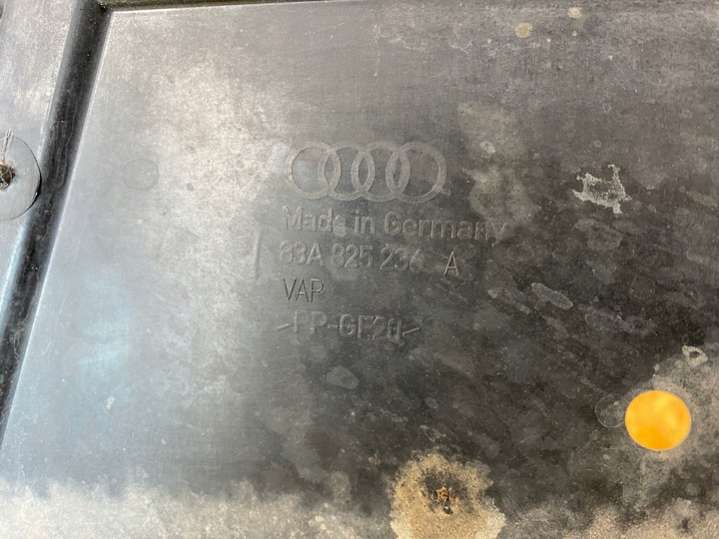 Made in Germany
83A 825 236 A
VAP
>PP-GF20<